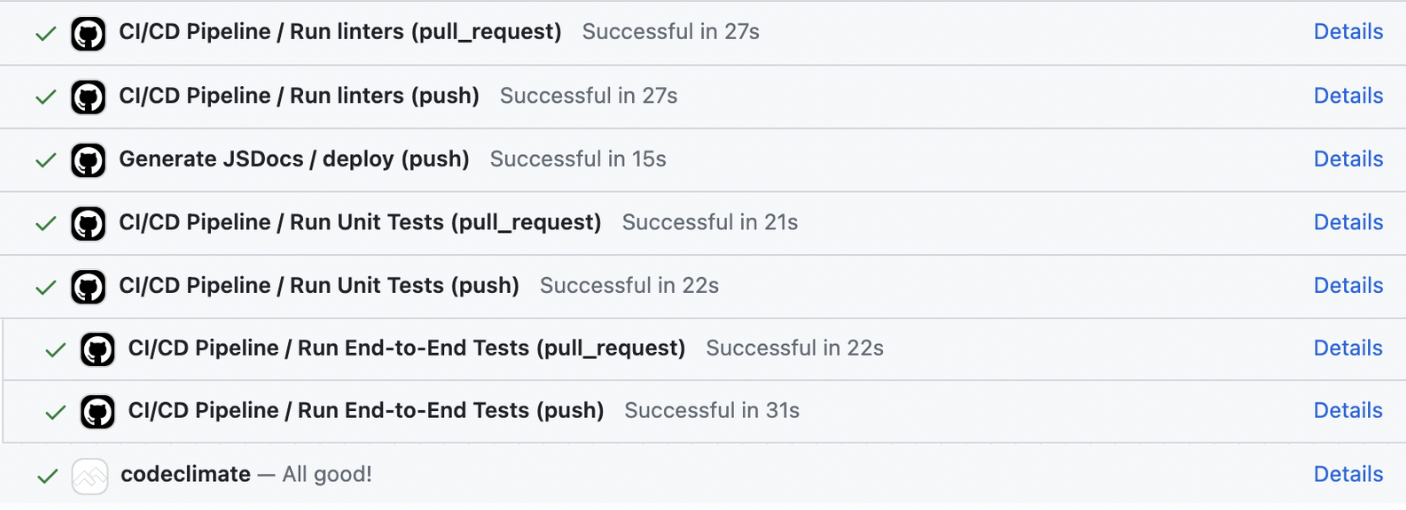 CI/CD Pipeline / Run linters (pull_request) Successful in 27s Details
CI/CD Pipeline / Run linters (push) Successful in 27s Details
Generate JSDocs / deploy (push) Successful in 15s Details
CI/CD Pipeline / Run Unit Tests (pull_request) Successful in 21s Details
CI/CD Pipeline / Run Unit Tests (push) Successful in 22s Details
CI/CD Pipeline / Run End-to-End Tests (pull_request) Successful in 22s Details
CI/CD Pipeline / Run End-to-End Tests (push) Successful in 31s Details
codeclimate — All good! Details